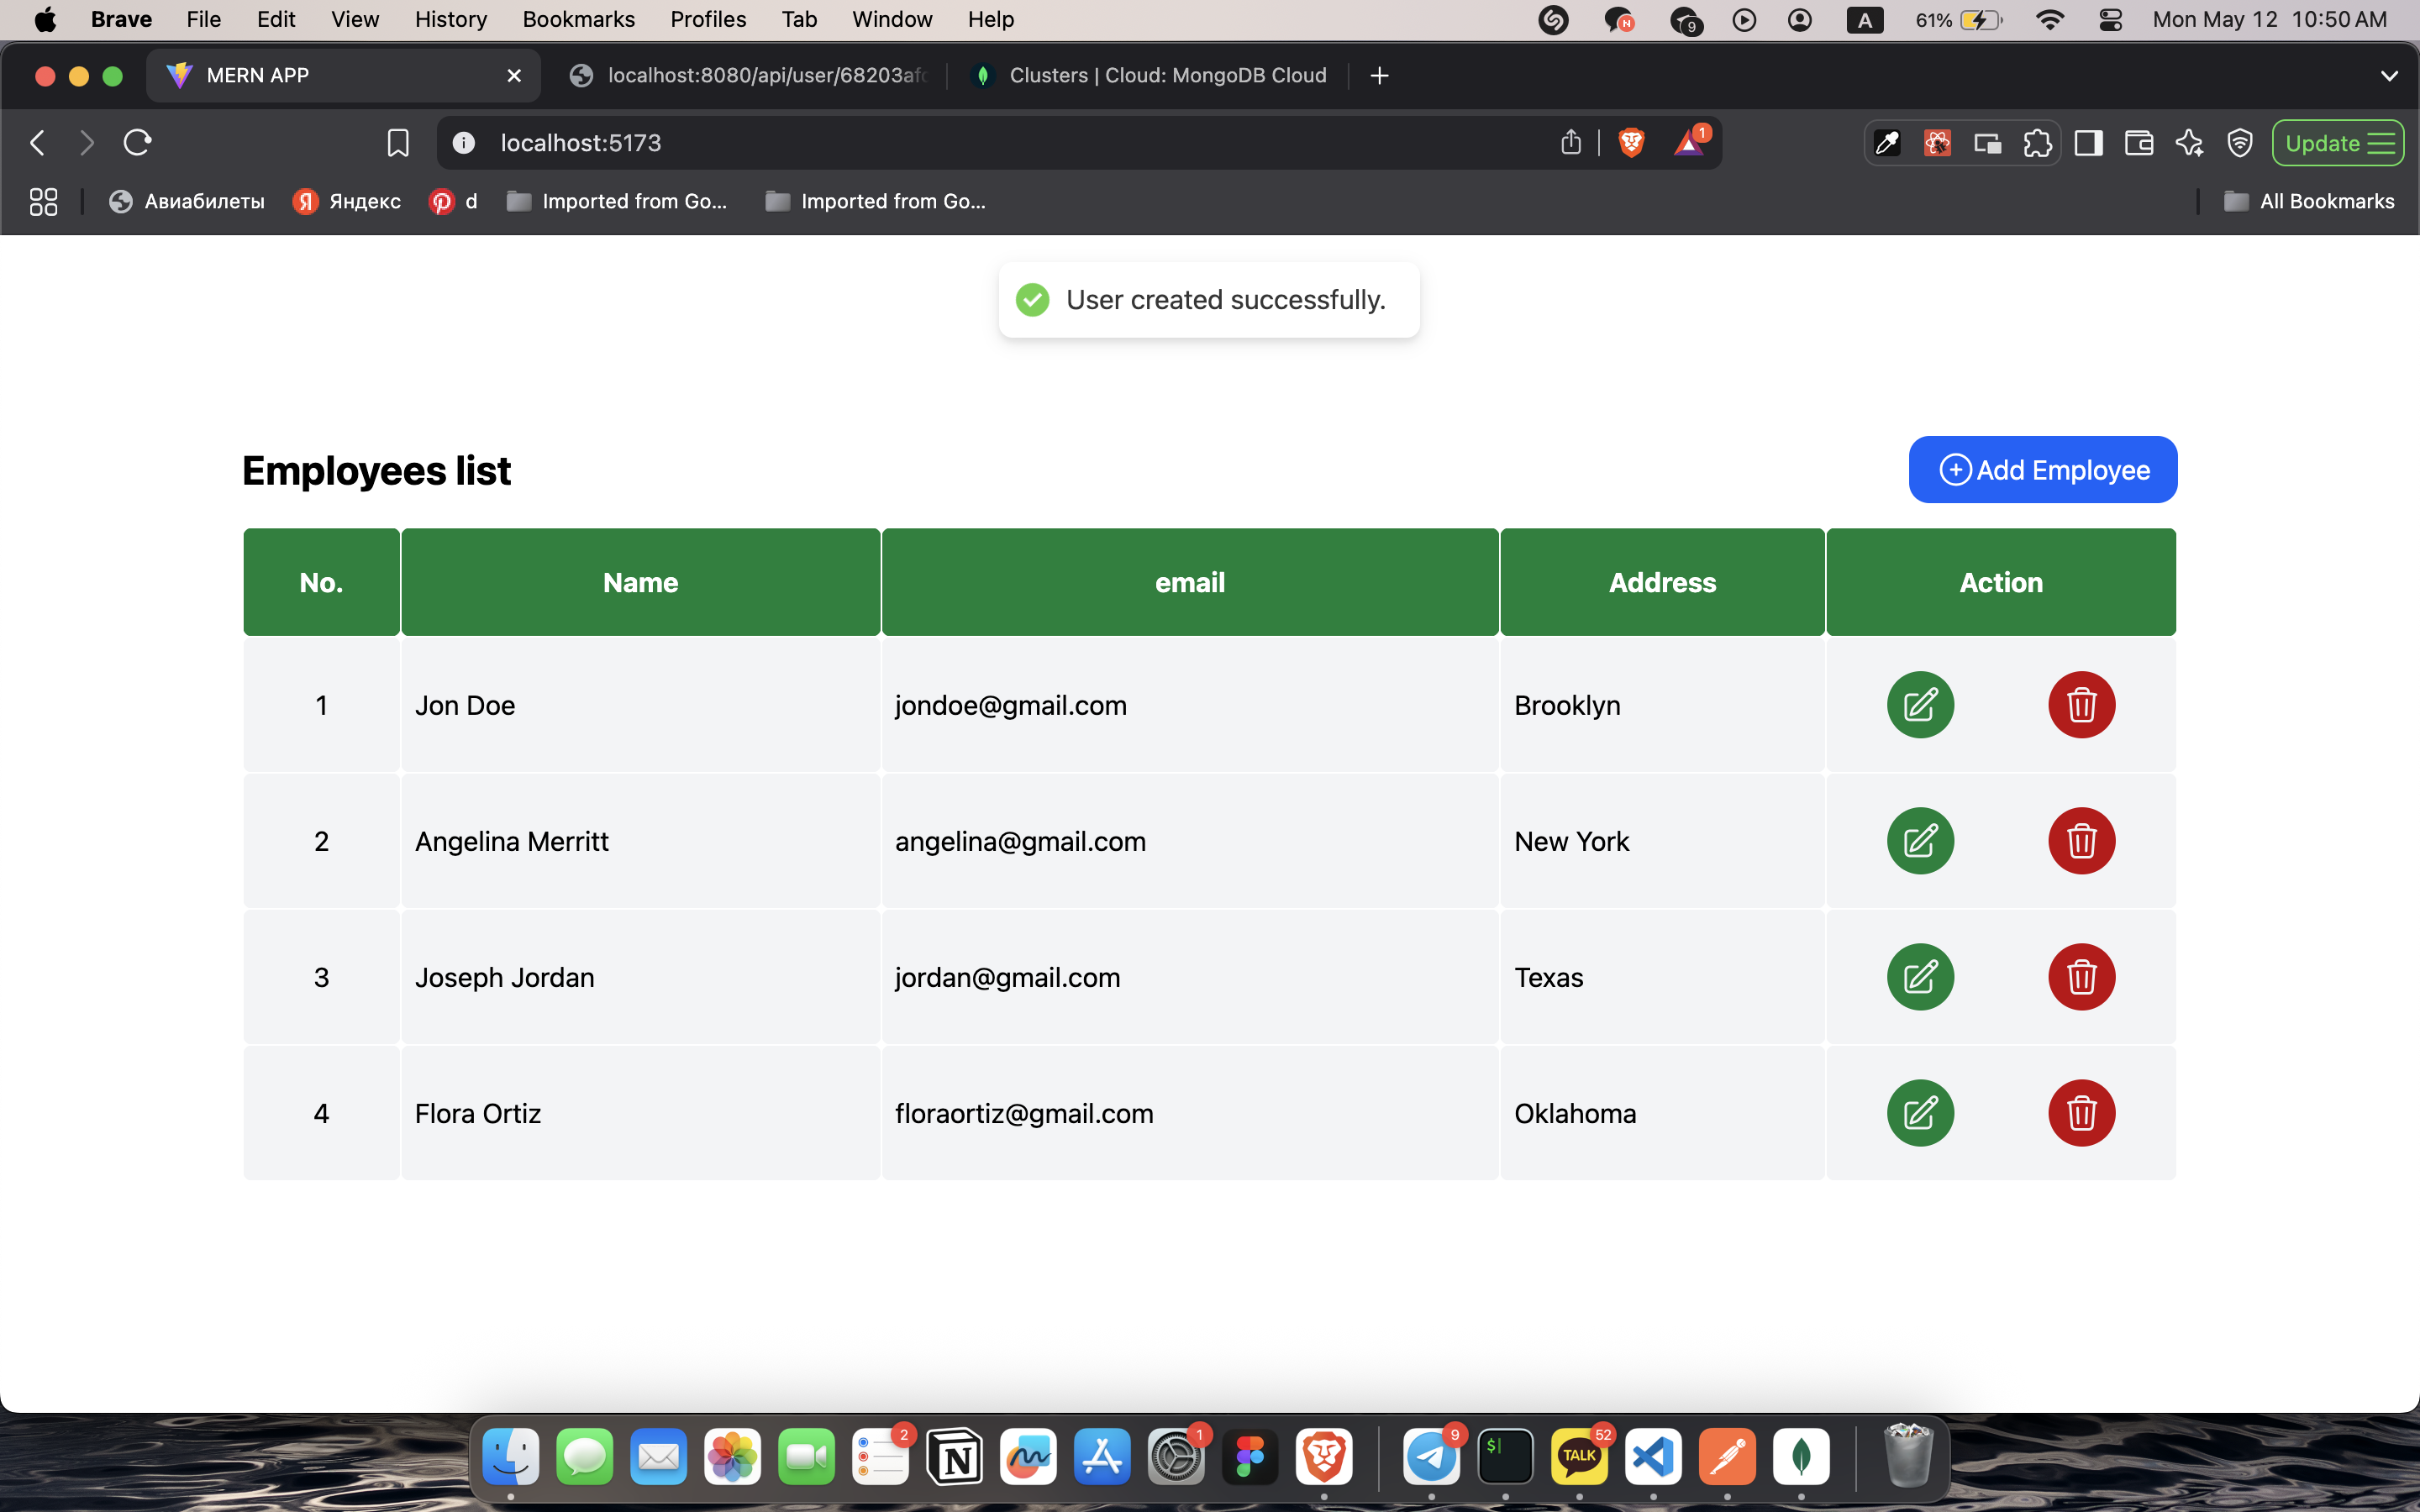 Brave File Edit View History Bookmarks Profiles Tab Window Help N 9 A 61% Mon May 12 10:50 AM
MERN APP localhost:8080/api/user/68203af Clusters | Cloud: MongoDB Cloud
localhost:5173 1 Update
Авиабилеты Я Яндекс d Imported from Go... Imported from Go... All Bookmarks
User created successfully.
Employees list Add Employee
No. Name email Address Action
1 Jon Doe jondoe@gmail.com Brooklyn
2 Angelina Merritt angelina@gmail.com New York
3 Joseph Jordan jordan@gmail.com Texas
4 Flora Ortiz floraortiz@gmail.com Oklahoma
2 1 9 52
N $ TALK